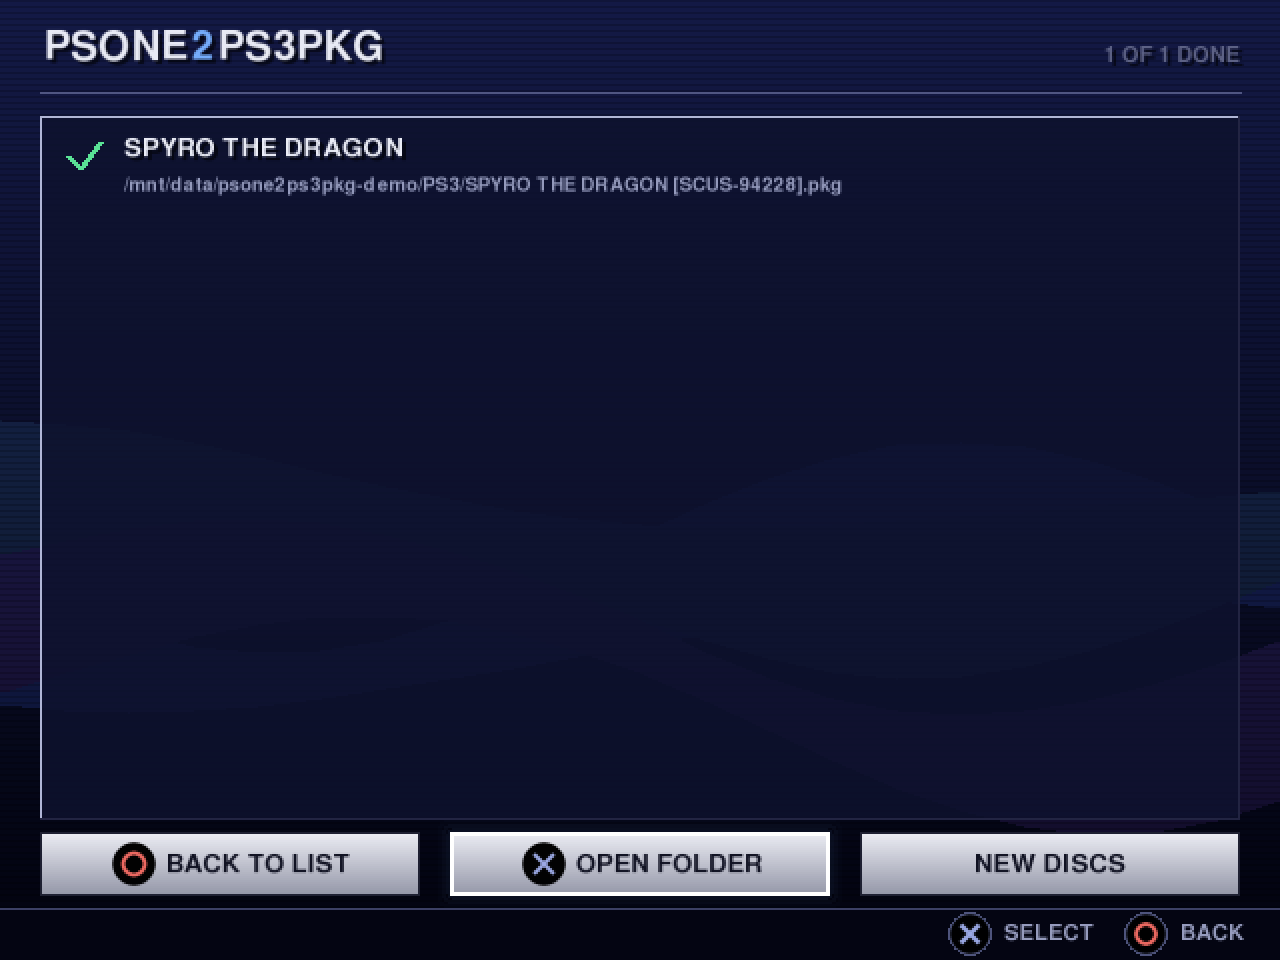 PSONE2PS3PKG
1 OF 1 DONE
SPYRO THE DRAGON
/mnt/data/psone2ps3pkg-demo/PS3/SPYRO THE DRAGON [SCUS-94228].pkg
BACK TO LIST
OPEN FOLDER
NEW DISCS
SELECT
BACK